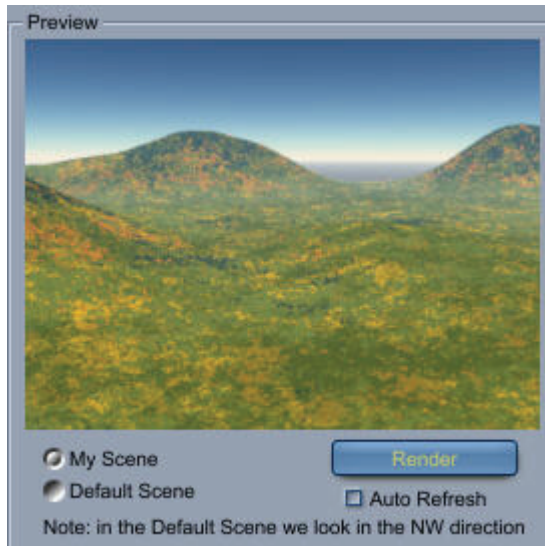 Preview
My Scene
Render
Default Scene
Auto Refresh
Note: in the Default Scene we look in the NW direction